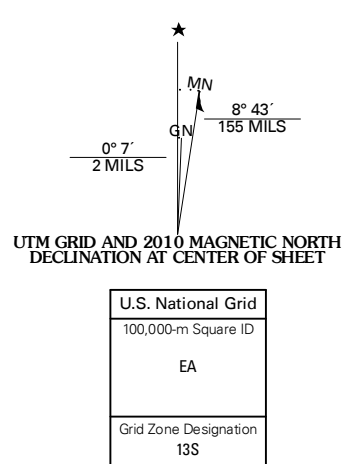 ★
MN
8° 43´
155 MILS
GN
0° 7´
2 MILS
UTM GRID AND 2010 MAGNETIC NORTH
DECLINATION AT CENTER OF SHEET
U.S. National Grid
100,000-m Square ID
EA
Grid Zone Designation
13S